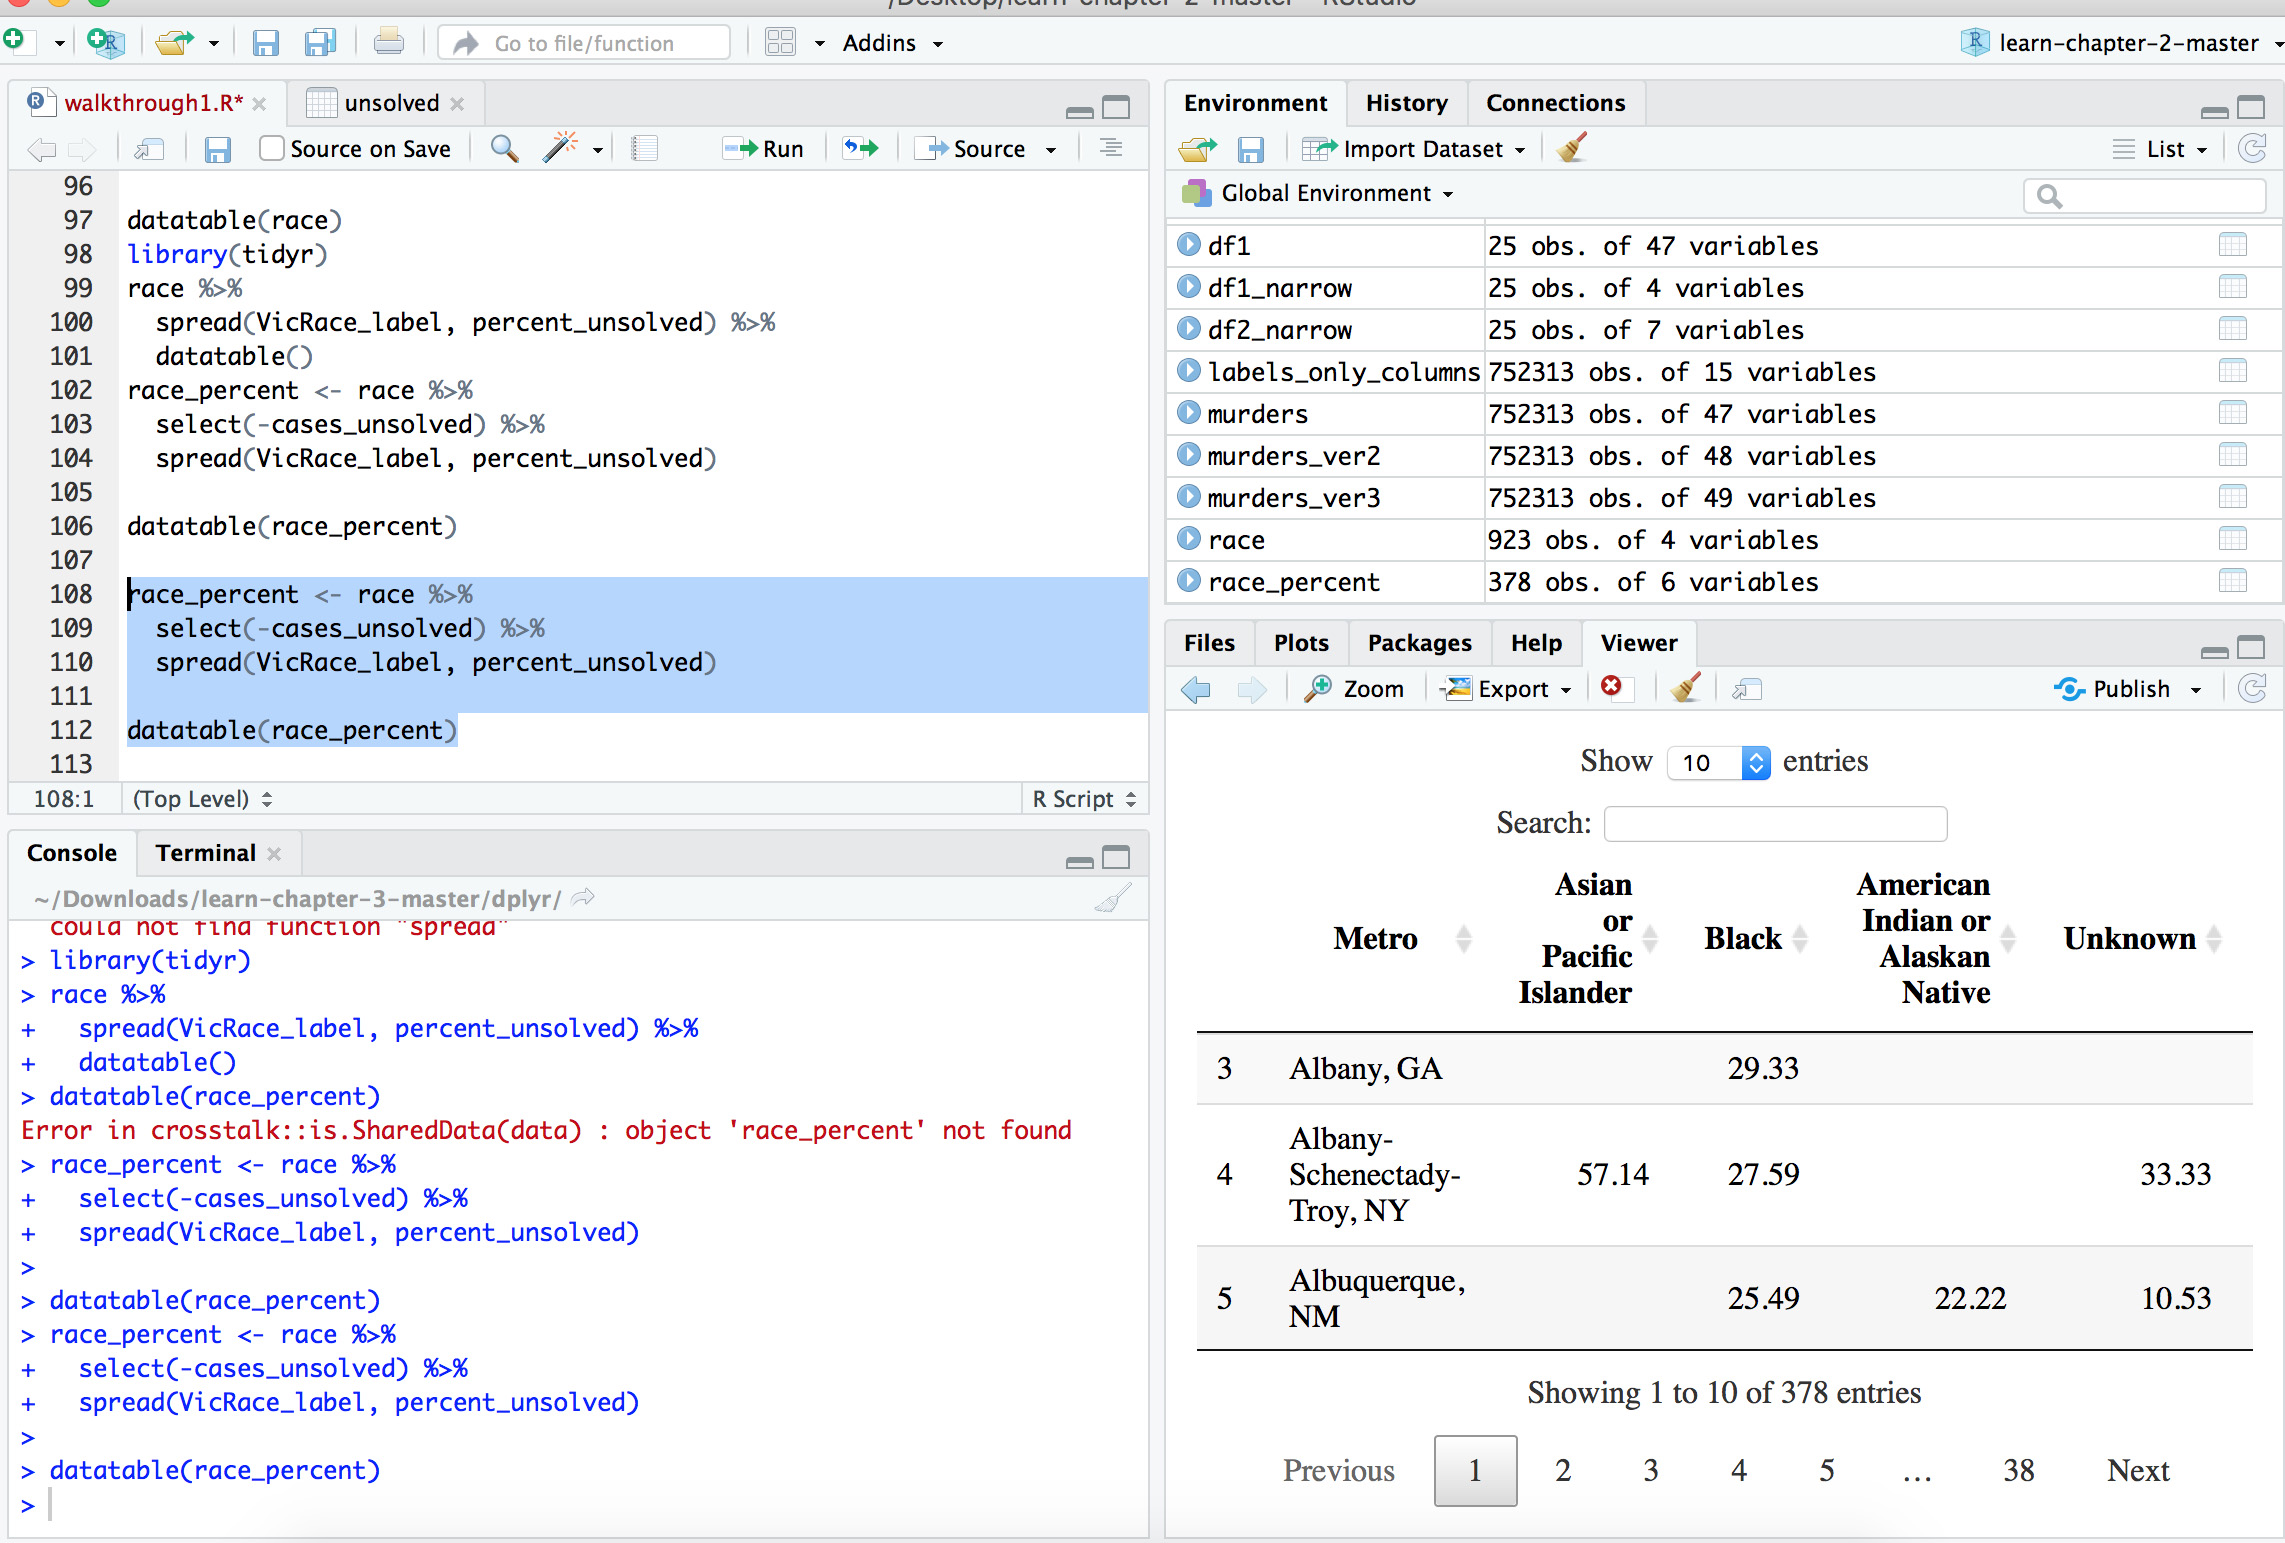 ~/Desktop/learn-chapter-2-master - RStudio
Go to file/function
Addins
learn-chapter-2-master
walkthrough1.R*
unsolved
Source on Save
Run
Source
96
97 datatable(race)
98 library(tidyr)
99 race %>%
100 spread(VicRace_label, percent_unsolved) %>%
101 datatable()
102 race_percent <- race %>%
103 select(-cases_unsolved) %>%
104 spread(VicRace_label, percent_unsolved)
105
106 datatable(race_percent)
107
108 race_percent <- race %>%
109 select(-cases_unsolved) %>%
110 spread(VicRace_label, percent_unsolved)
111
112 datatable(race_percent)
113
108:1
(Top Level)
R Script
Console
Terminal
~/Downloads/learn-chapter-3-master/dplyr/
could not find function "spread"
> library(tidyr)
> race %>%
+ spread(VicRace_label, percent_unsolved) %>%
+ datatable()
> datatable(race_percent)
Error in crosstalk::is.SharedData(data) : object 'race_percent' not found
> race_percent <- race %>%
+ select(-cases_unsolved) %>%
+ spread(VicRace_label, percent_unsolved)
>
> datatable(race_percent)
> race_percent <- race %>%
+ select(-cases_unsolved) %>%
+ spread(VicRace_label, percent_unsolved)
>
> datatable(race_percent)
>
Environment
History
Connections
Import Dataset
List
Global Environment
df1 25 obs. of 47 variables
df1_narrow 25 obs. of 4 variables
df2_narrow 25 obs. of 7 variables
labels_only_columns 752313 obs. of 15 variables
murders 752313 obs. of 47 variables
murders_ver2 752313 obs. of 48 variables
murders_ver3 752313 obs. of 49 variables
race 923 obs. of 4 variables
race_percent 378 obs. of 6 variables
Files
Plots
Packages
Help
Viewer
Zoom
Export
Publish
Show 10 entries
Search:
Metro
Asian
or
Pacific
Islander
Black
American
Indian or
Alaskan
Native
Unknown
3 Albany, GA 29.33
4 Albany-
Schenectady-
Troy, NY
57.14 27.59 33.33
5 Albuquerque,
NM
25.49 22.22 10.53
Showing 1 to 10 of 378 entries
Previous 1 2 3 4 5 … 38 Next